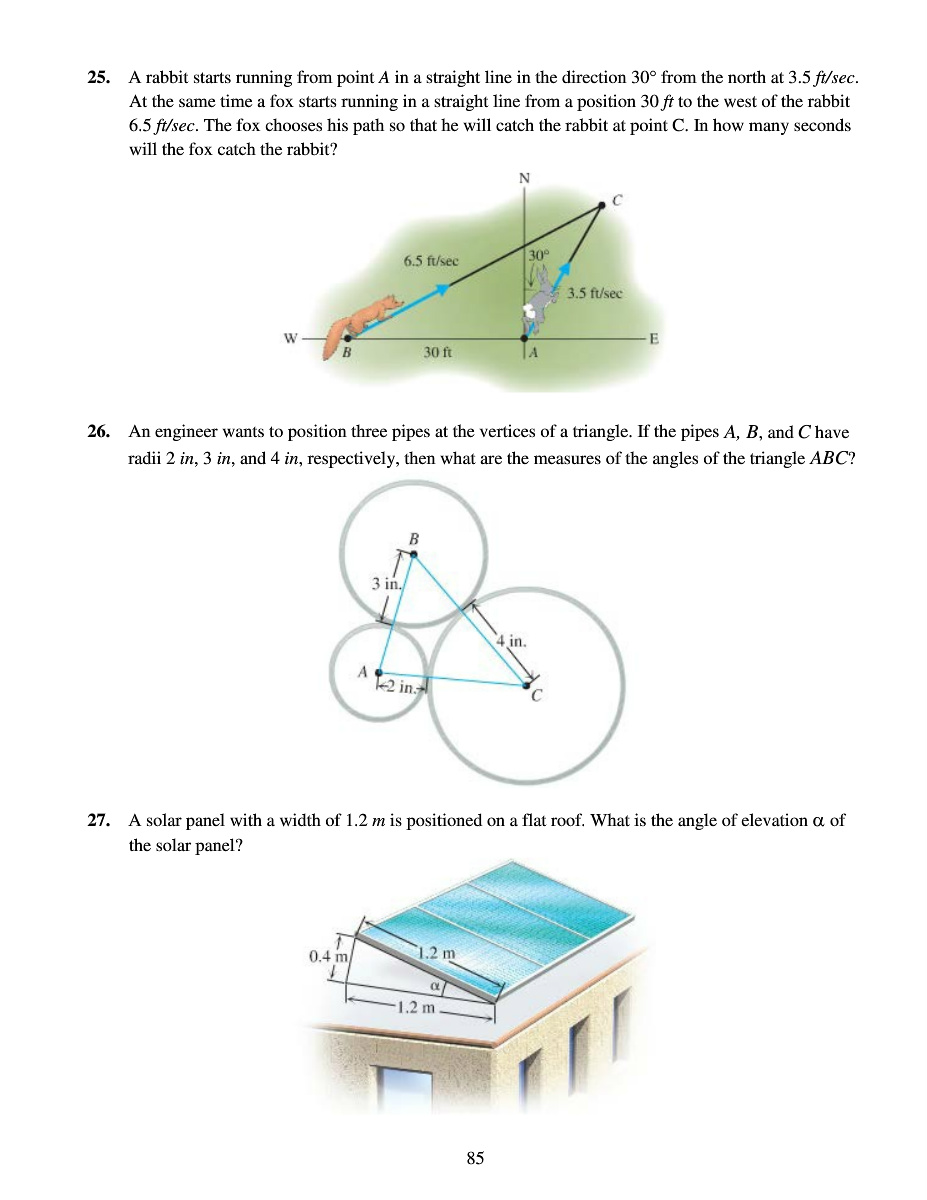 25. A rabbit starts running from point A in a straight line in the direction 30° from the north at 3.5 ft/sec.
At the same time a fox starts running in a straight line from a position 30 ft to the west of the rabbit
6.5 ft/sec. The fox chooses his path so that he will catch the rabbit at point C. In how many seconds
will the fox catch the rabbit?
N
C
6.5 ft/sec
30°
3.5 ft/sec
W
E
B
30 ft
A
26. An engineer wants to position three pipes at the vertices of a triangle. If the pipes A, B, and C have
radii 2 in, 3 in, and 4 in, respectively, then what are the measures of the angles of the triangle ABC?
B
3 in.
4 in.
A
2 in.
C
27. A solar panel with a width of 1.2 m is positioned on a flat roof. What is the angle of elevation α of
the solar panel?
0.4 m
1.2 m
α
1.2 m
85